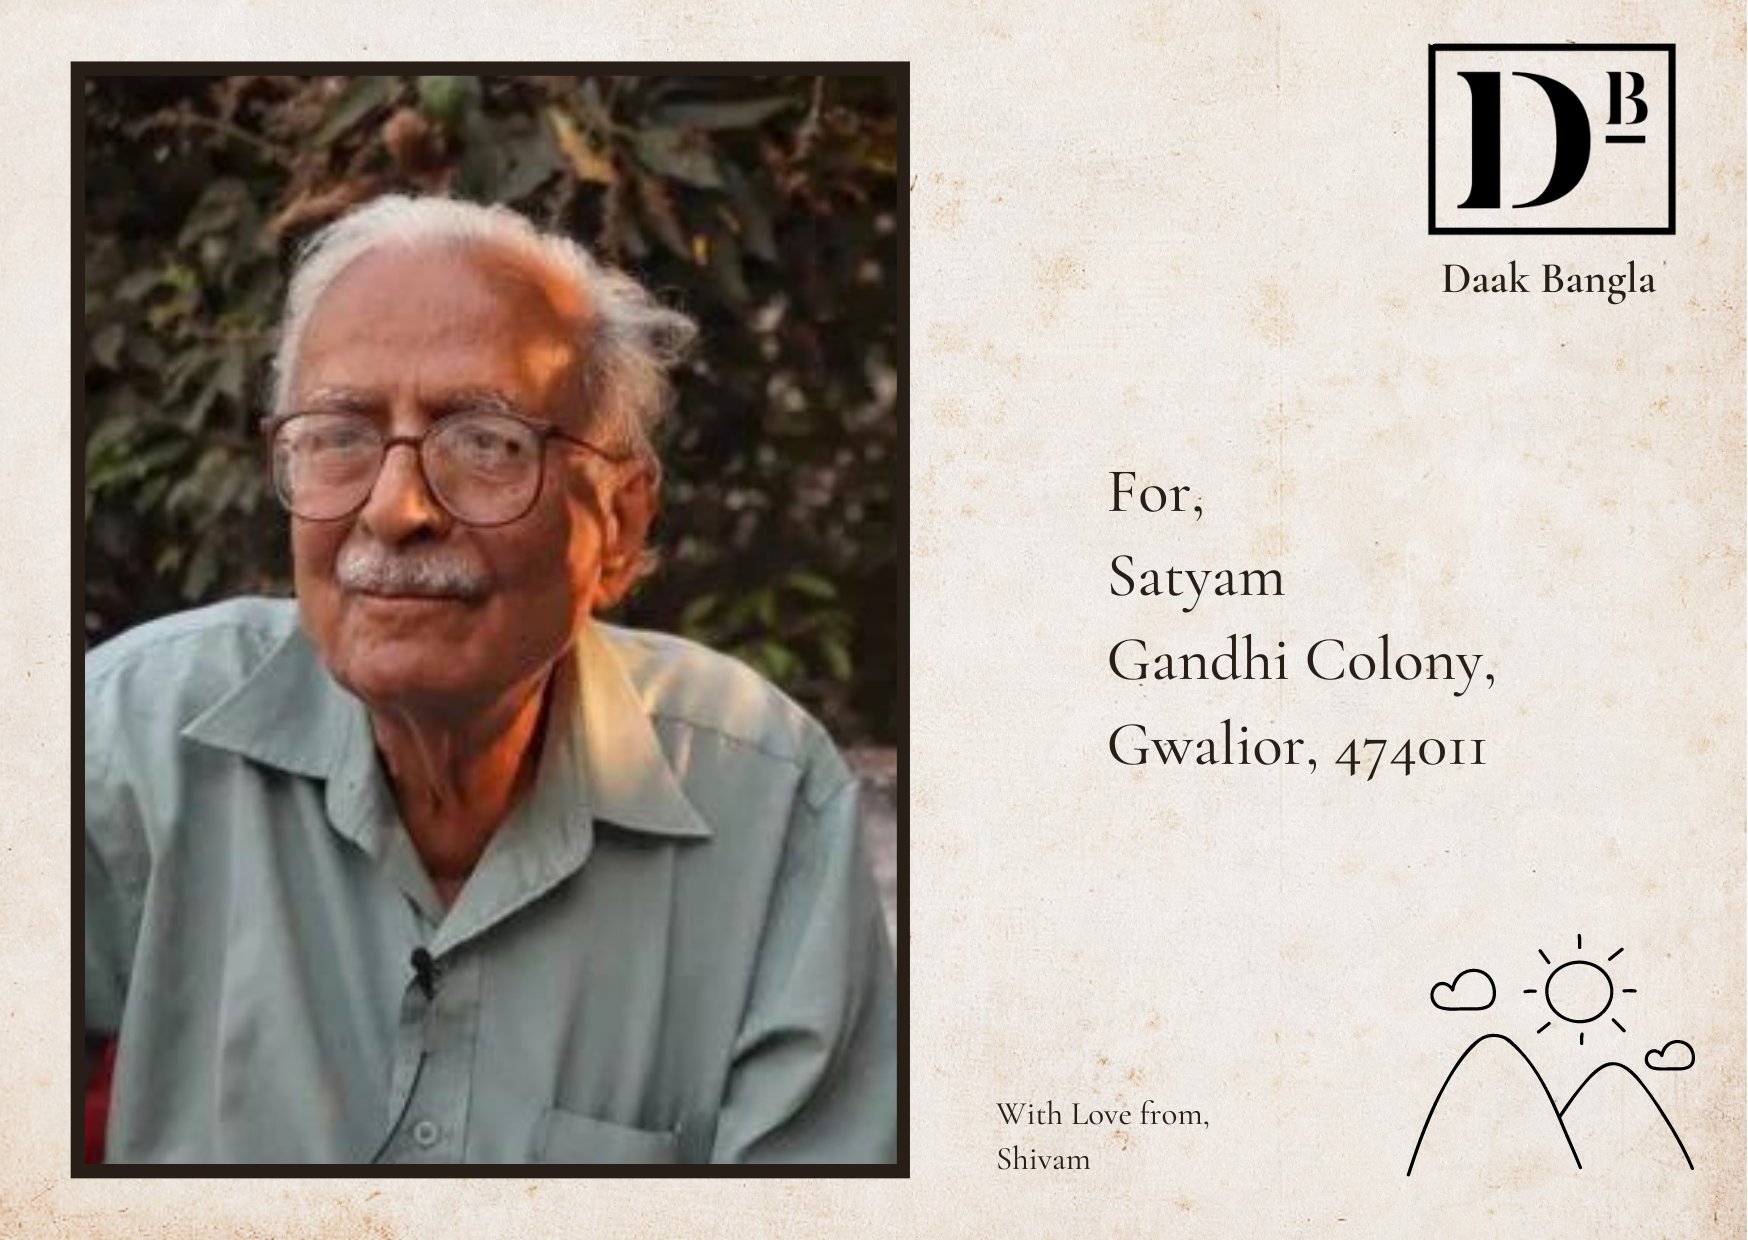 DB
Daak Bangla
For,
Satyam
Gandhi Colony,
Gwalior, 474011
With Love from,
Shivam